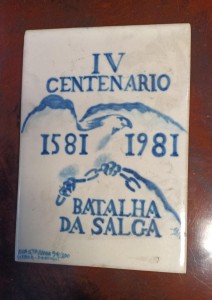 IV
CENTENARIO
1581 1981
BATALHA
DA SALGA